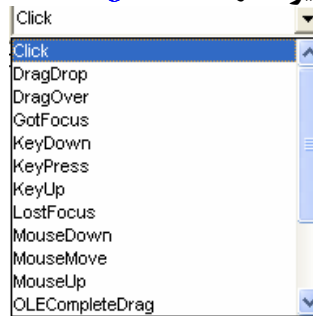 Click
Click
DragDrop
DragOver
GotFocus
KeyDown
KeyPress
KeyUp
LostFocus
MouseDown
MouseMove
MouseUp
OLECompleteDrag